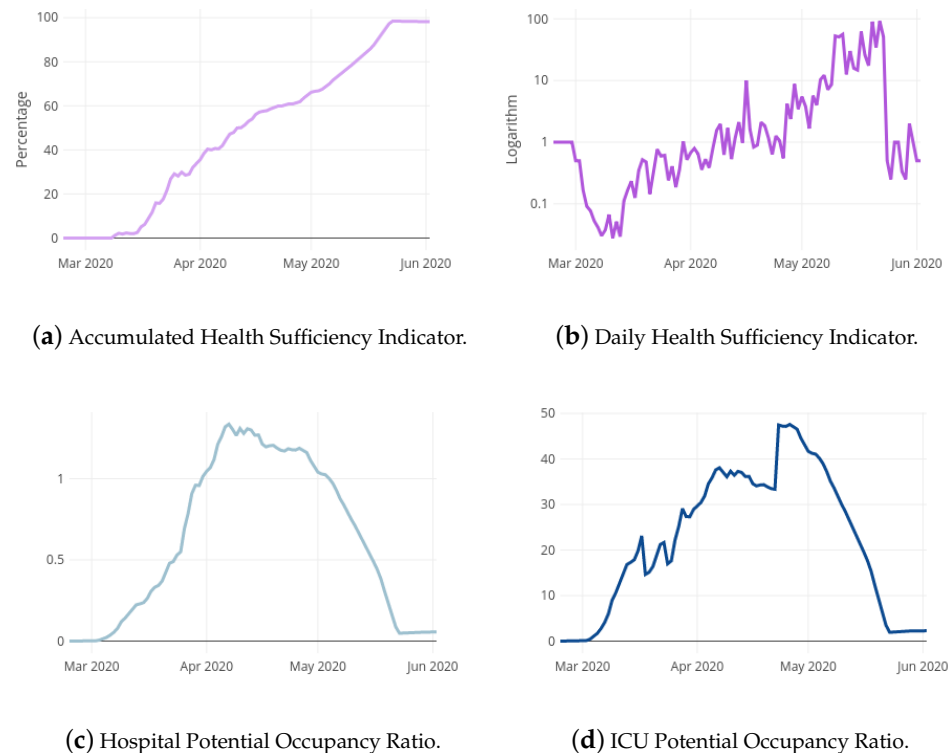 100
80
60
40
20
0
Percentage
Mar 2020
Apr 2020
May 2020
Jun 2020
100
10
1
0.1
Logarithm
Mar 2020
Apr 2020
May 2020
Jun 2020
(a) Accumulated Health Sufficiency Indicator.
(b) Daily Health Sufficiency Indicator.
1
0.5
0
Mar 2020
Apr 2020
May 2020
Jun 2020
50
40
30
20
10
0
Mar 2020
Apr 2020
May 2020
Jun 2020
(c) Hospital Potential Occupancy Ratio.
(d) ICU Potential Occupancy Ratio.